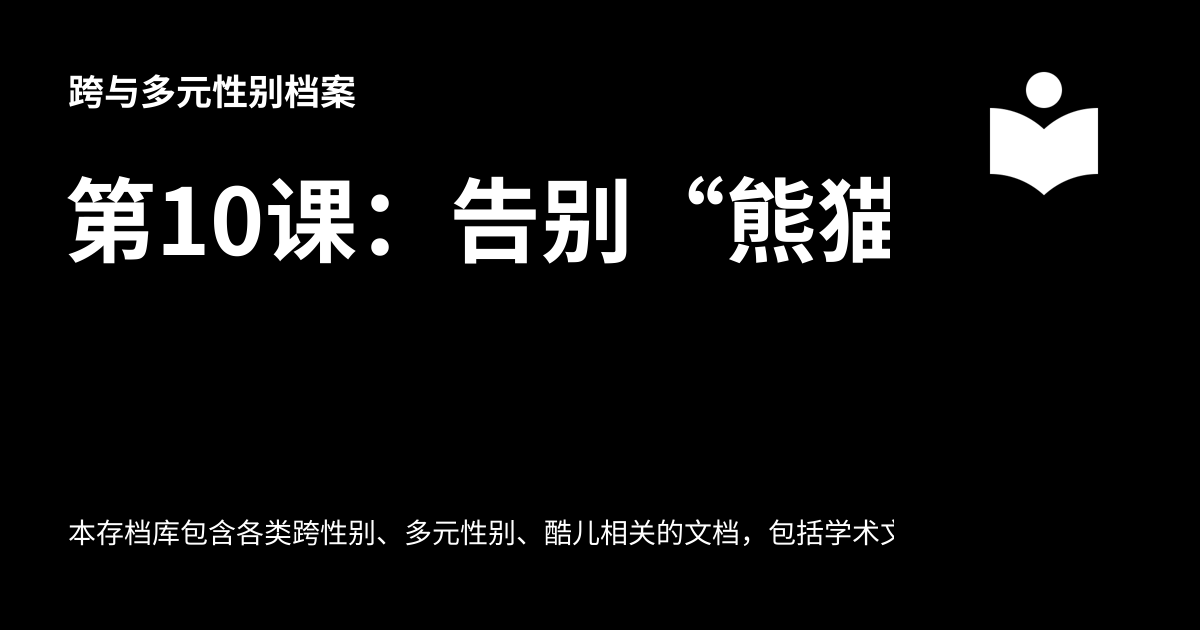 跨与多元性别档案
第10课：告别“熊猫
本存档库包含各类跨性别、多元性别、酷儿相关的文档，包括学术